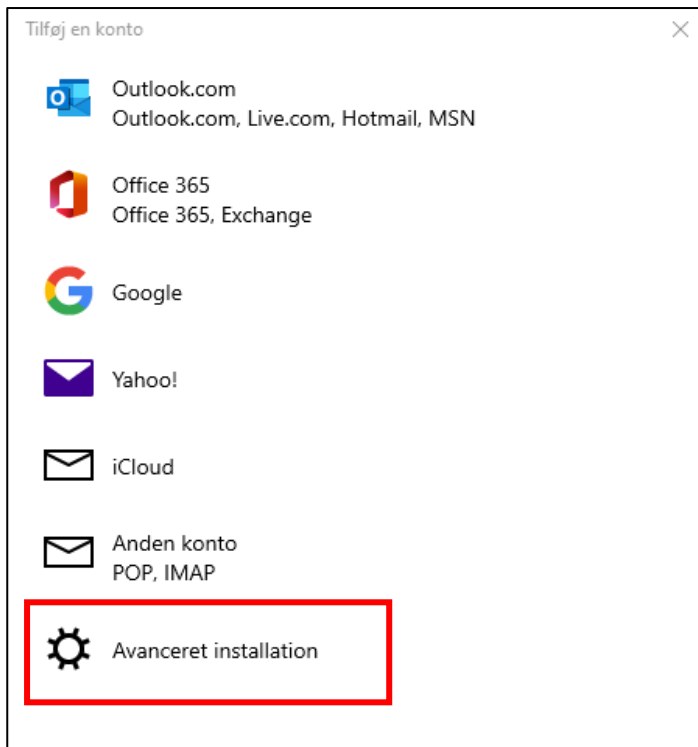 Tilføj en konto
Outlook.com
Outlook.com, Live.com, Hotmail, MSN
Office 365
Office 365, Exchange
Google
Yahoo!
iCloud
Anden konto
POP, IMAP
Avanceret installation